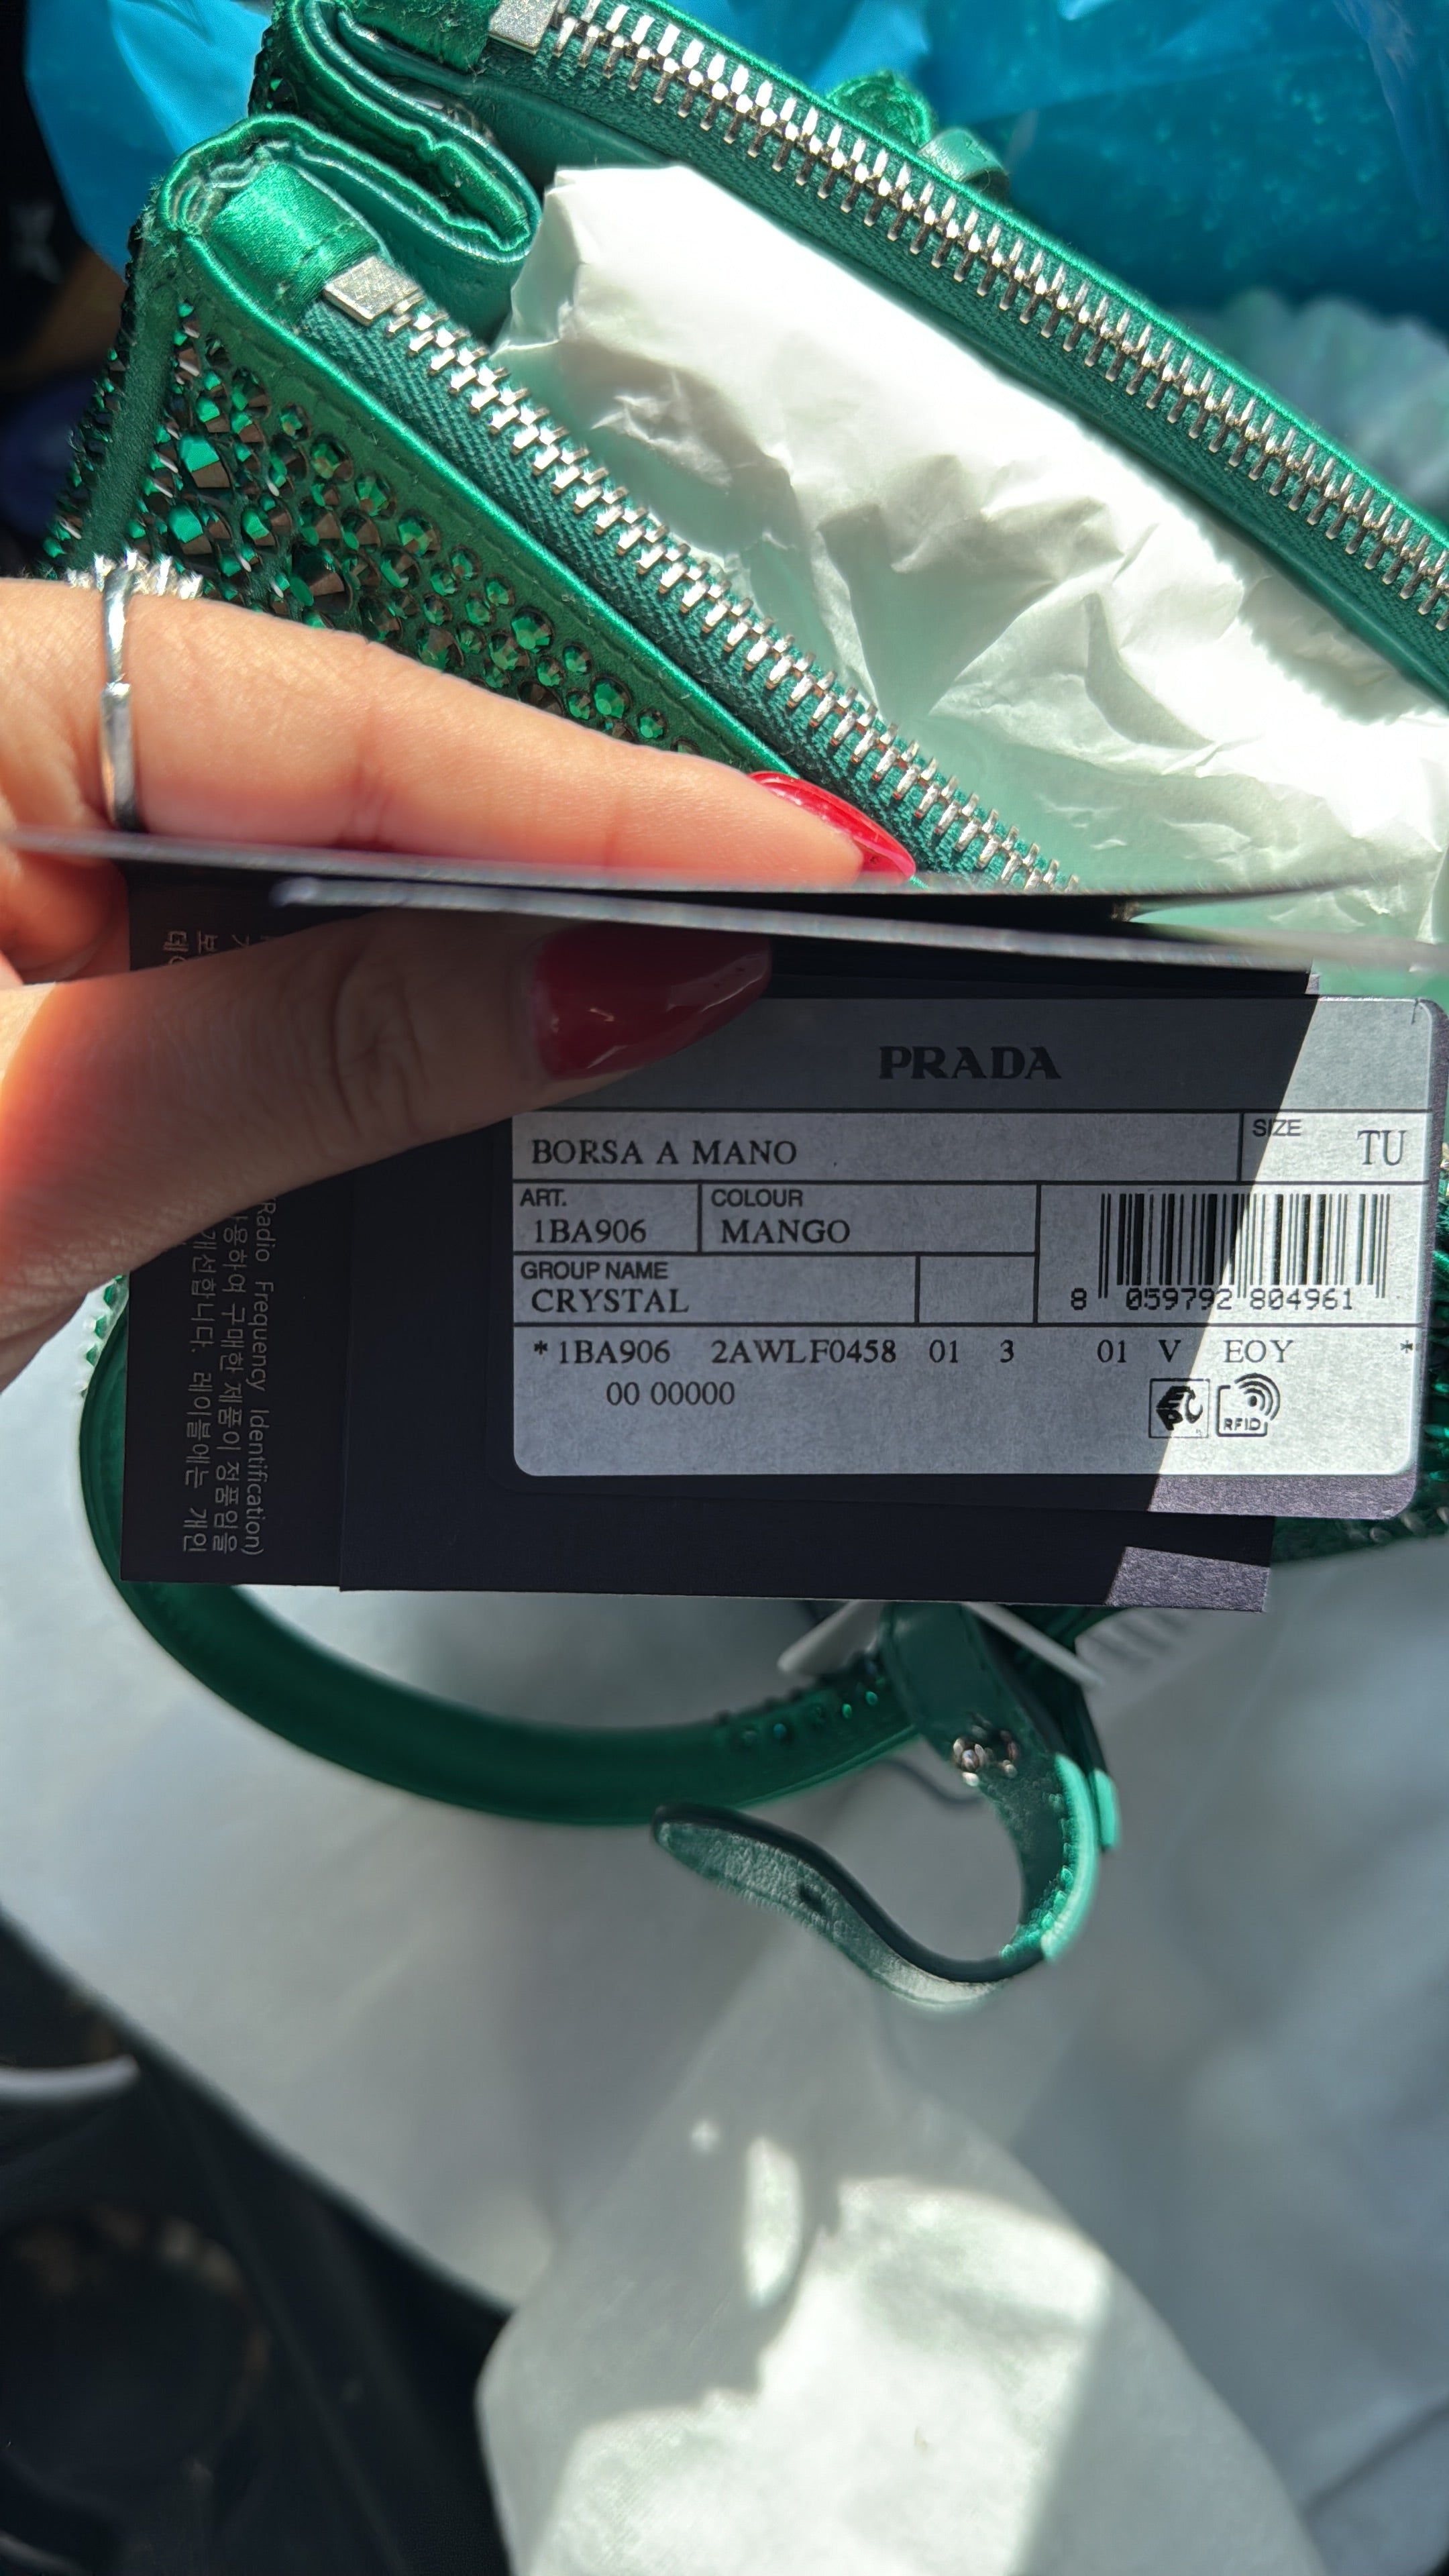 PRADA
BORSA A MANO
SIZE TU
ART. 1BA906
COLOUR MANGO
GROUP NAME
CRYSTAL
8 059792 804961
*1BA906 2AWLF0458 01 3 01 V EOY *
00 00000
EPC RFID
Radio Frequency Identification)
용하여 구매한 제품이 정품임을
개선합니다. 레이블에는 개인